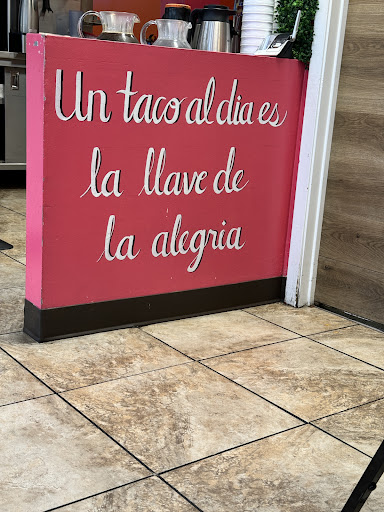 Un taco al dia es
la llave de
la alegria